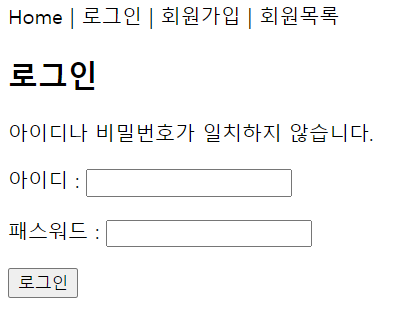 Home | 로그인 | 회원가입 | 회원목록
로그인
아이디나 비밀번호가 일치하지 않습니다.
아이디 :
패스워드 :
로그인